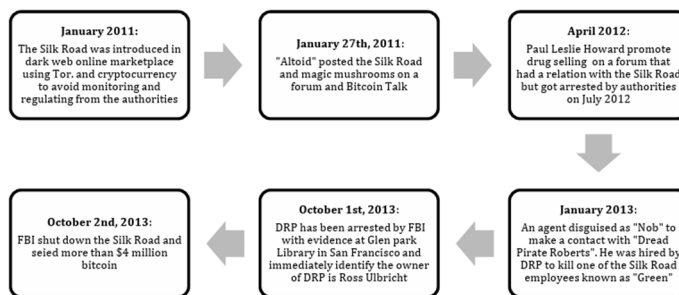 January 2011:
The Silk Road was introduced in
dark web online marketplace
using Tor. and cryptocurrency
to avoid monitoring and
regulating from the authorities
January 27th, 2011:
"Altoid" posted the Silk Road
and magic mushrooms on a
forum and Bitcoin Talk
April 2012:
Paul Leslie Howard promote
drug selling on a forum that
had a relation with the Silk Road
but got arrested by authorities
on July 2012
January 2013:
An agent disguised as "Nob" to
make a contact with "Dread
Pirate Roberts". He was hired by
DRP to kill one of the Silk Road
employees known as "Green"
October 1st, 2013:
DRP has been arrested by FBI
with evidence at Glen park
Library in San Francisco and
immediately identify the owner
of DRP is Ross Ulbricht
October 2nd, 2013:
FBI shut down the Silk Road and
seied more than $4 million
bitcoin